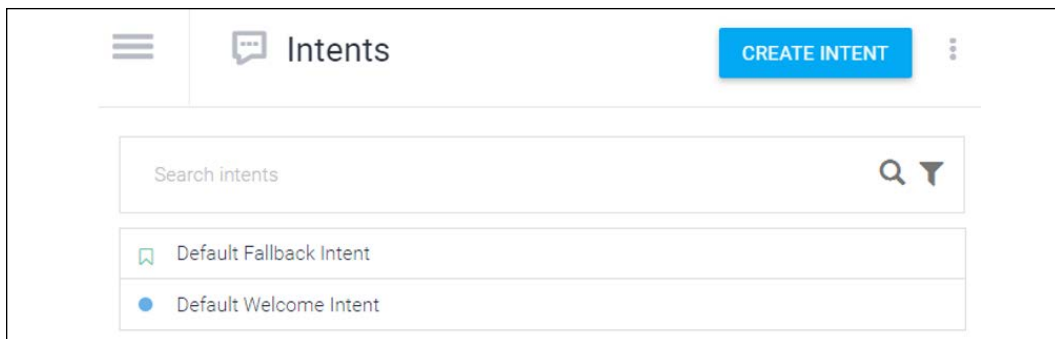 Intents
CREATE INTENT
Search intents
Default Fallback Intent
Default Welcome Intent